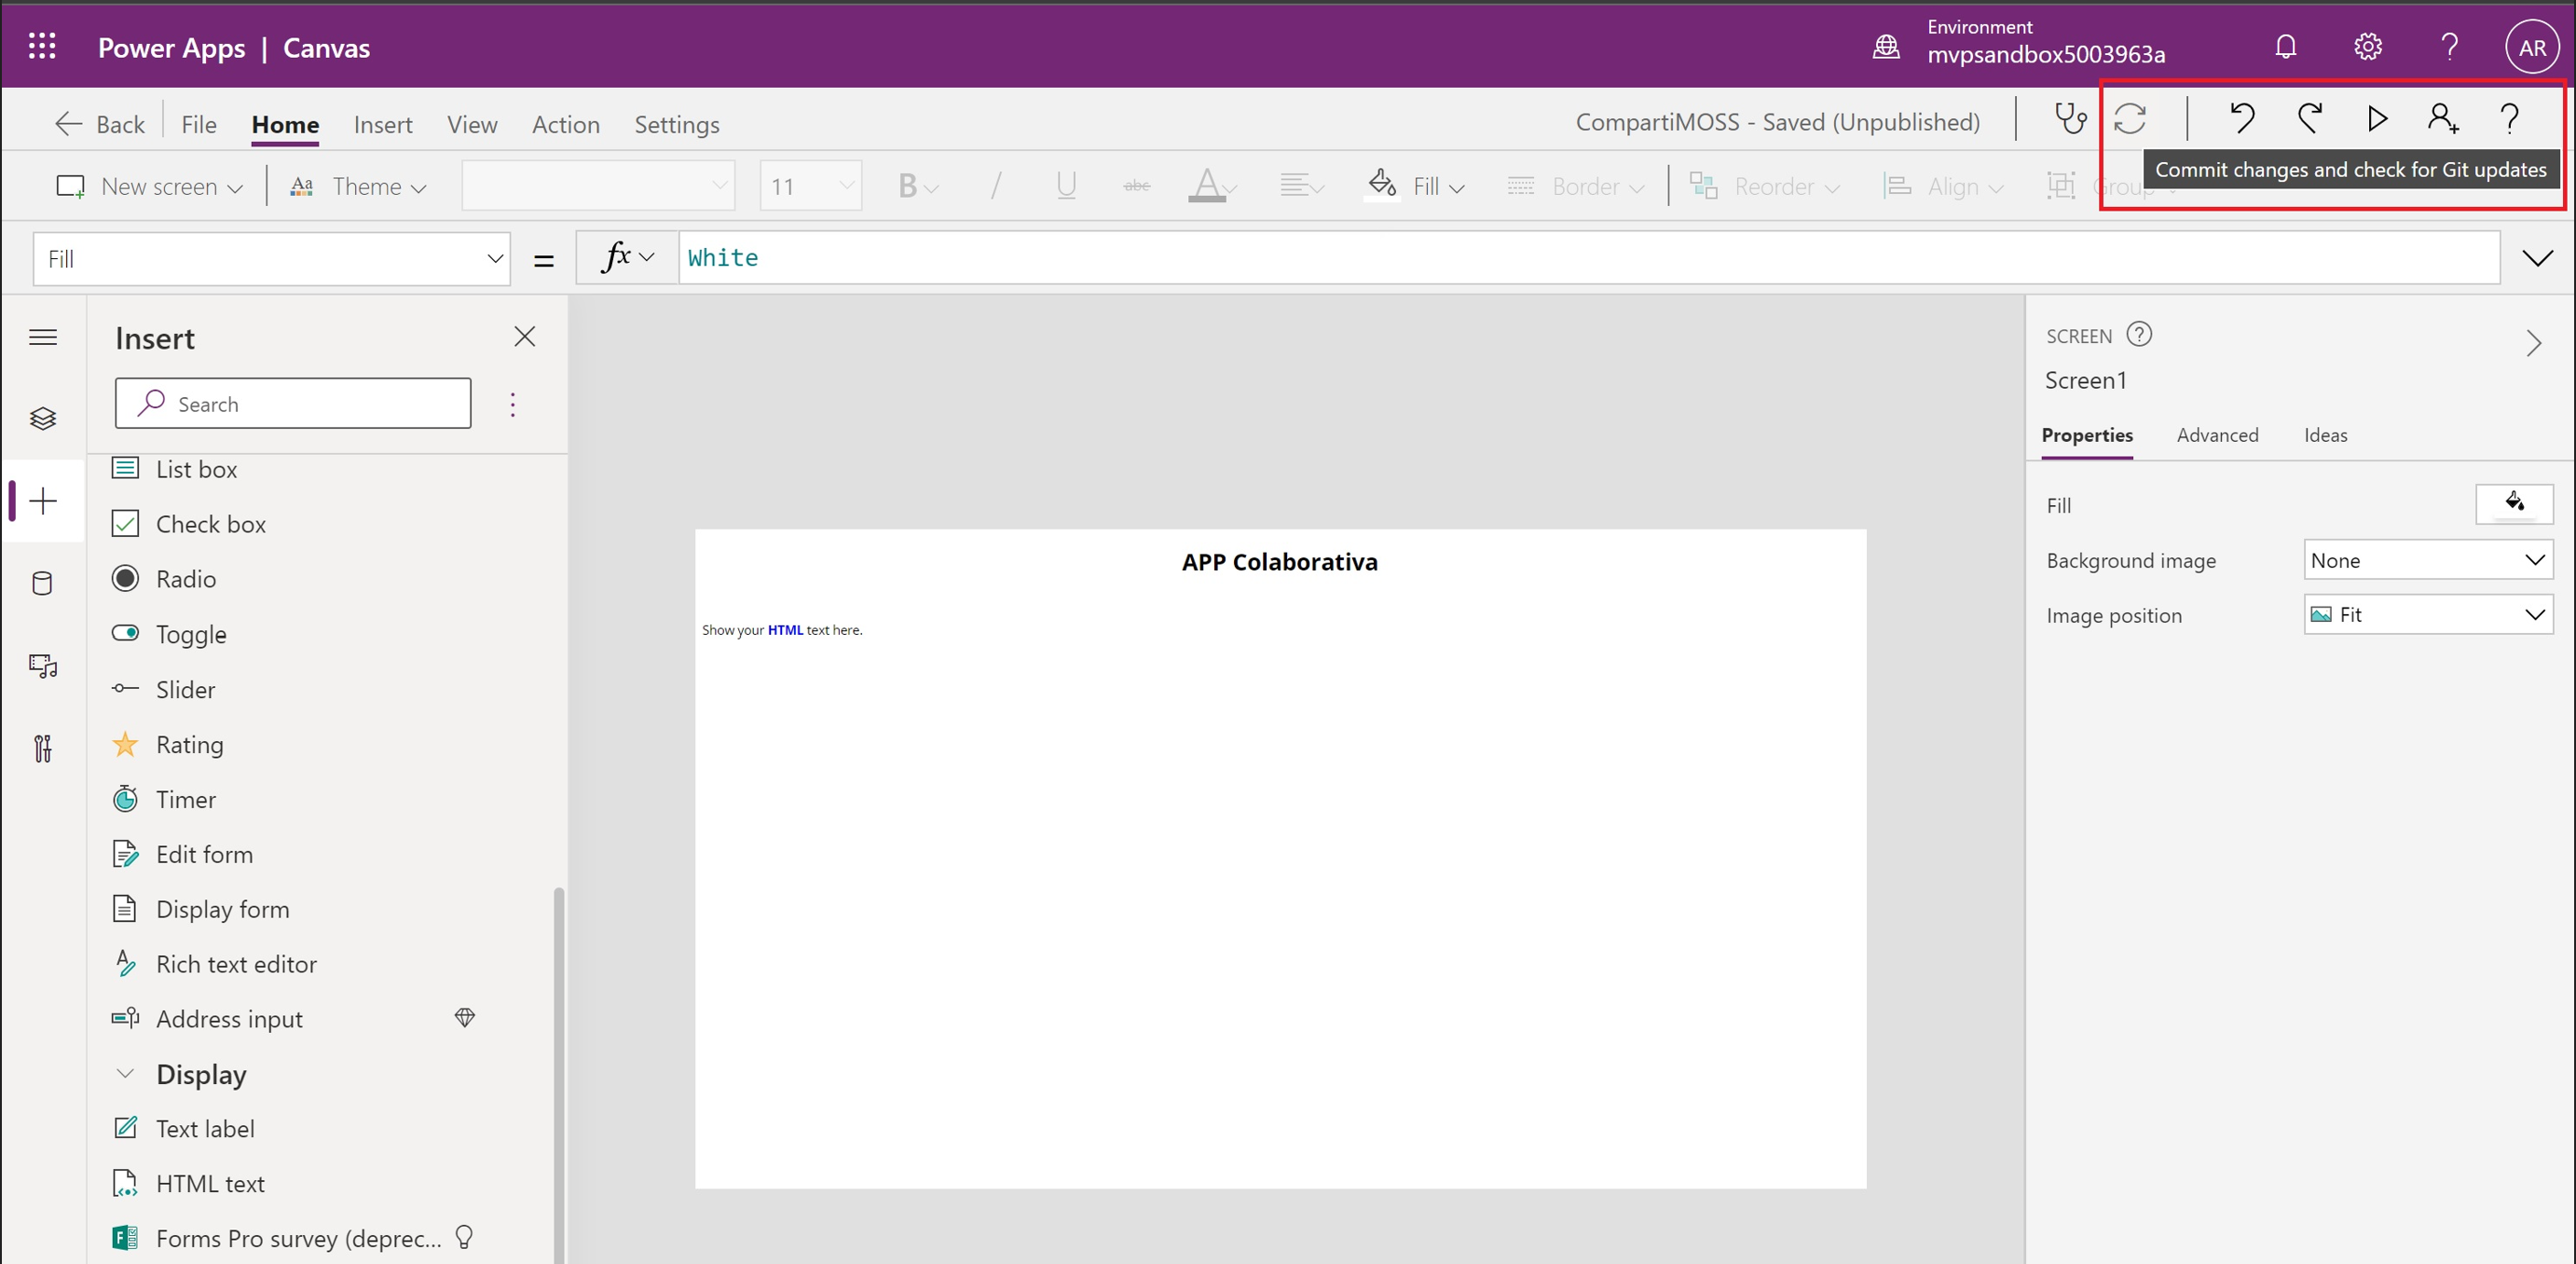 Power Apps | Canvas
Environment
mvpsandbox5003963a
AR
Back
File
Home
Insert
View
Action
Settings
CompartiMOSS - Saved (Unpublished)
New screen
Aa
Theme
11
B
/
U
abc
A
Fill
Border
Reorder
Align
Group
Commit changes and check for Git updates
Fill
=
fx
White
Insert
Search
List box
Check box
Radio
Toggle
Slider
Rating
Timer
Edit form
Display form
Rich text editor
Address input
Display
Text label
HTML text
Forms Pro survey (deprec...
APP Colaborativa
Show your HTML text here.
SCREEN
Screen1
Properties
Advanced
Ideas
Fill
Background image
None
Image position
Fit